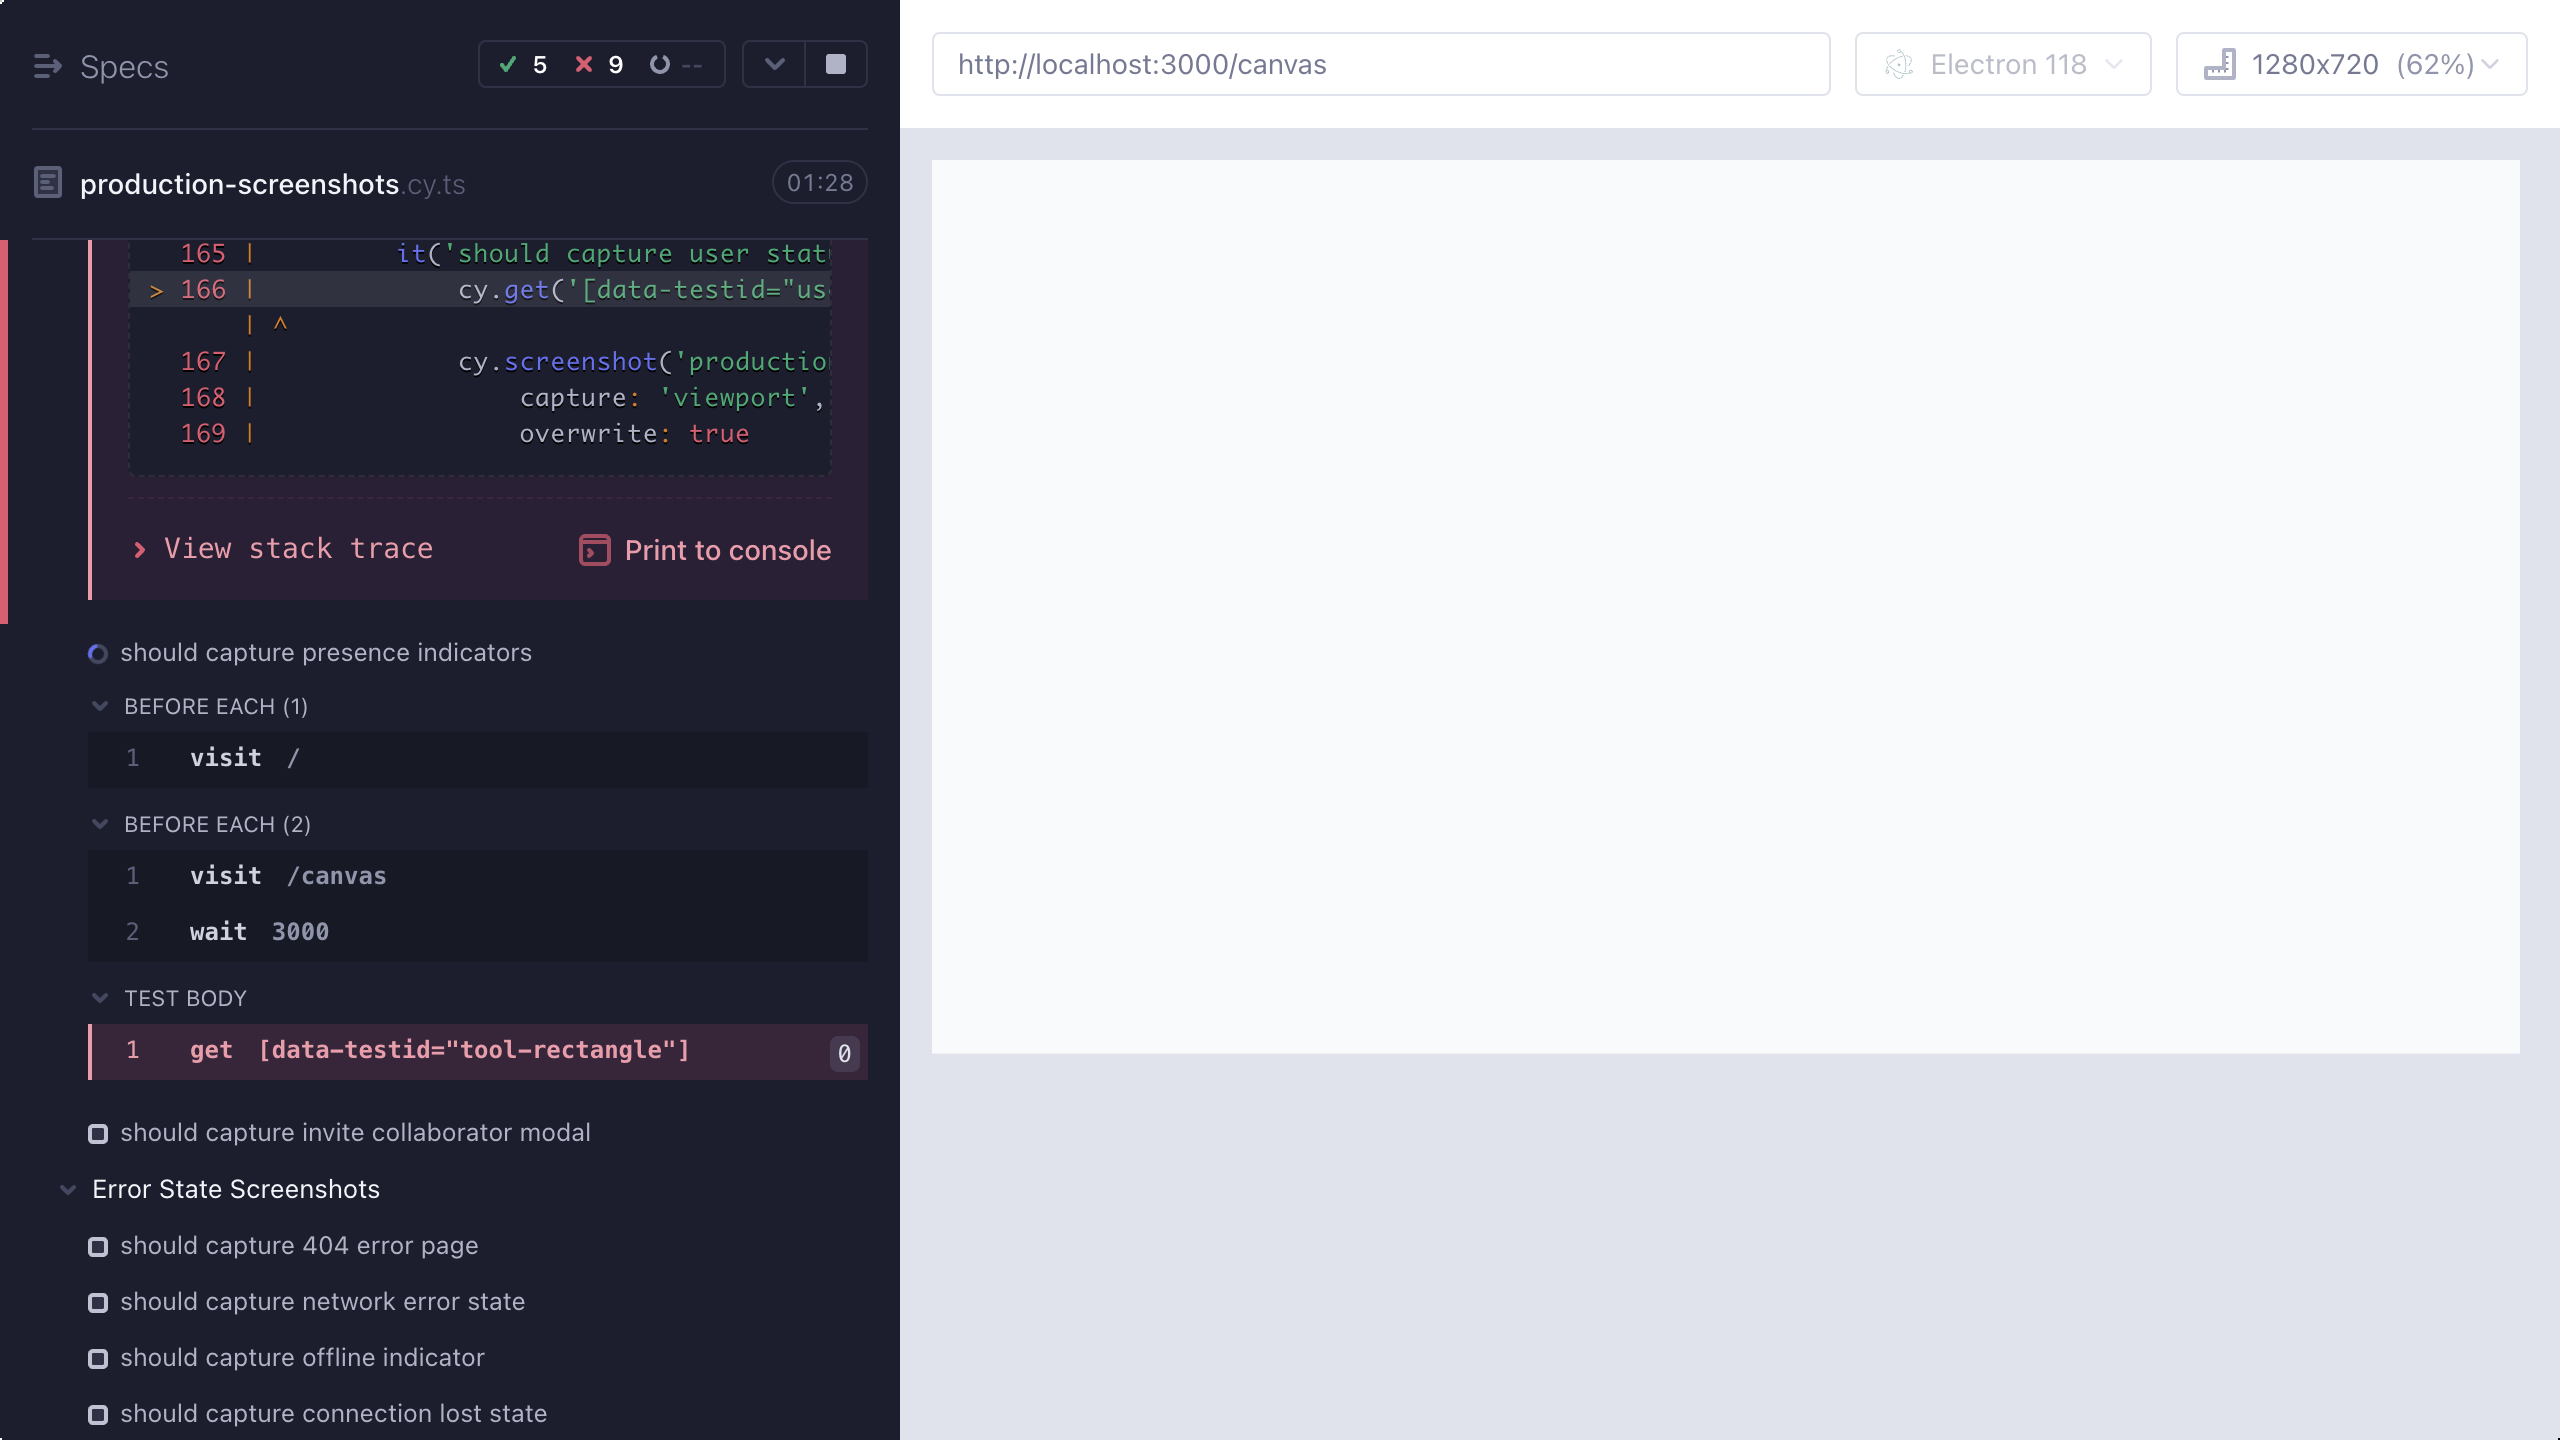 Specs
5 9 --
production-screenshots.cy.ts
01:28
165 | it('should capture user stat
> 166 | cy.get('[data-testid="us
| ^
167 | cy.screenshot('production
168 | capture: 'viewport',
169 | overwrite: true
View stack trace
Print to console
should capture presence indicators
BEFORE EACH (1)
1 visit /
BEFORE EACH (2)
1 visit /canvas
2 wait 3000
TEST BODY
1 get [data-testid="tool-rectangle"] 0
should capture invite collaborator modal
Error State Screenshots
should capture 404 error page
should capture network error state
should capture offline indicator
should capture connection lost state
http://localhost:3000/canvas
Electron 118
1280x720 (62%)